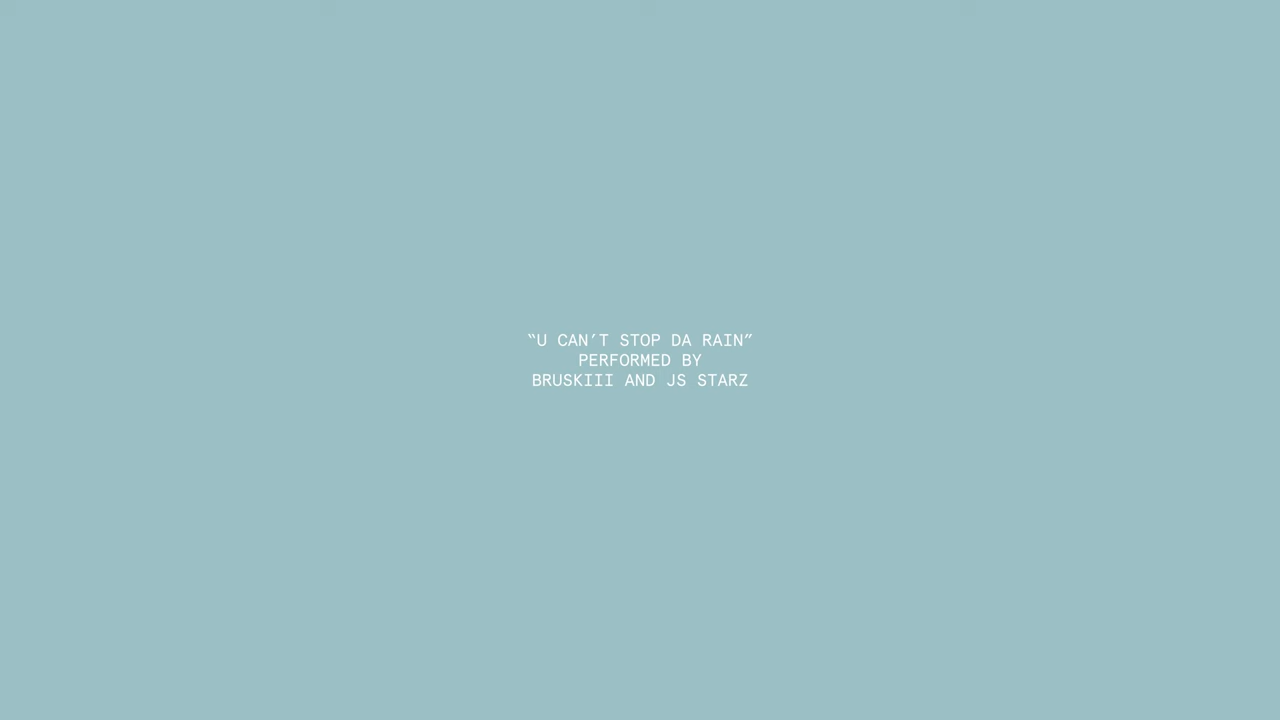 “U CAN’T STOP DA RAIN”
PERFORMED BY
BRUSKIII AND JS STARZ